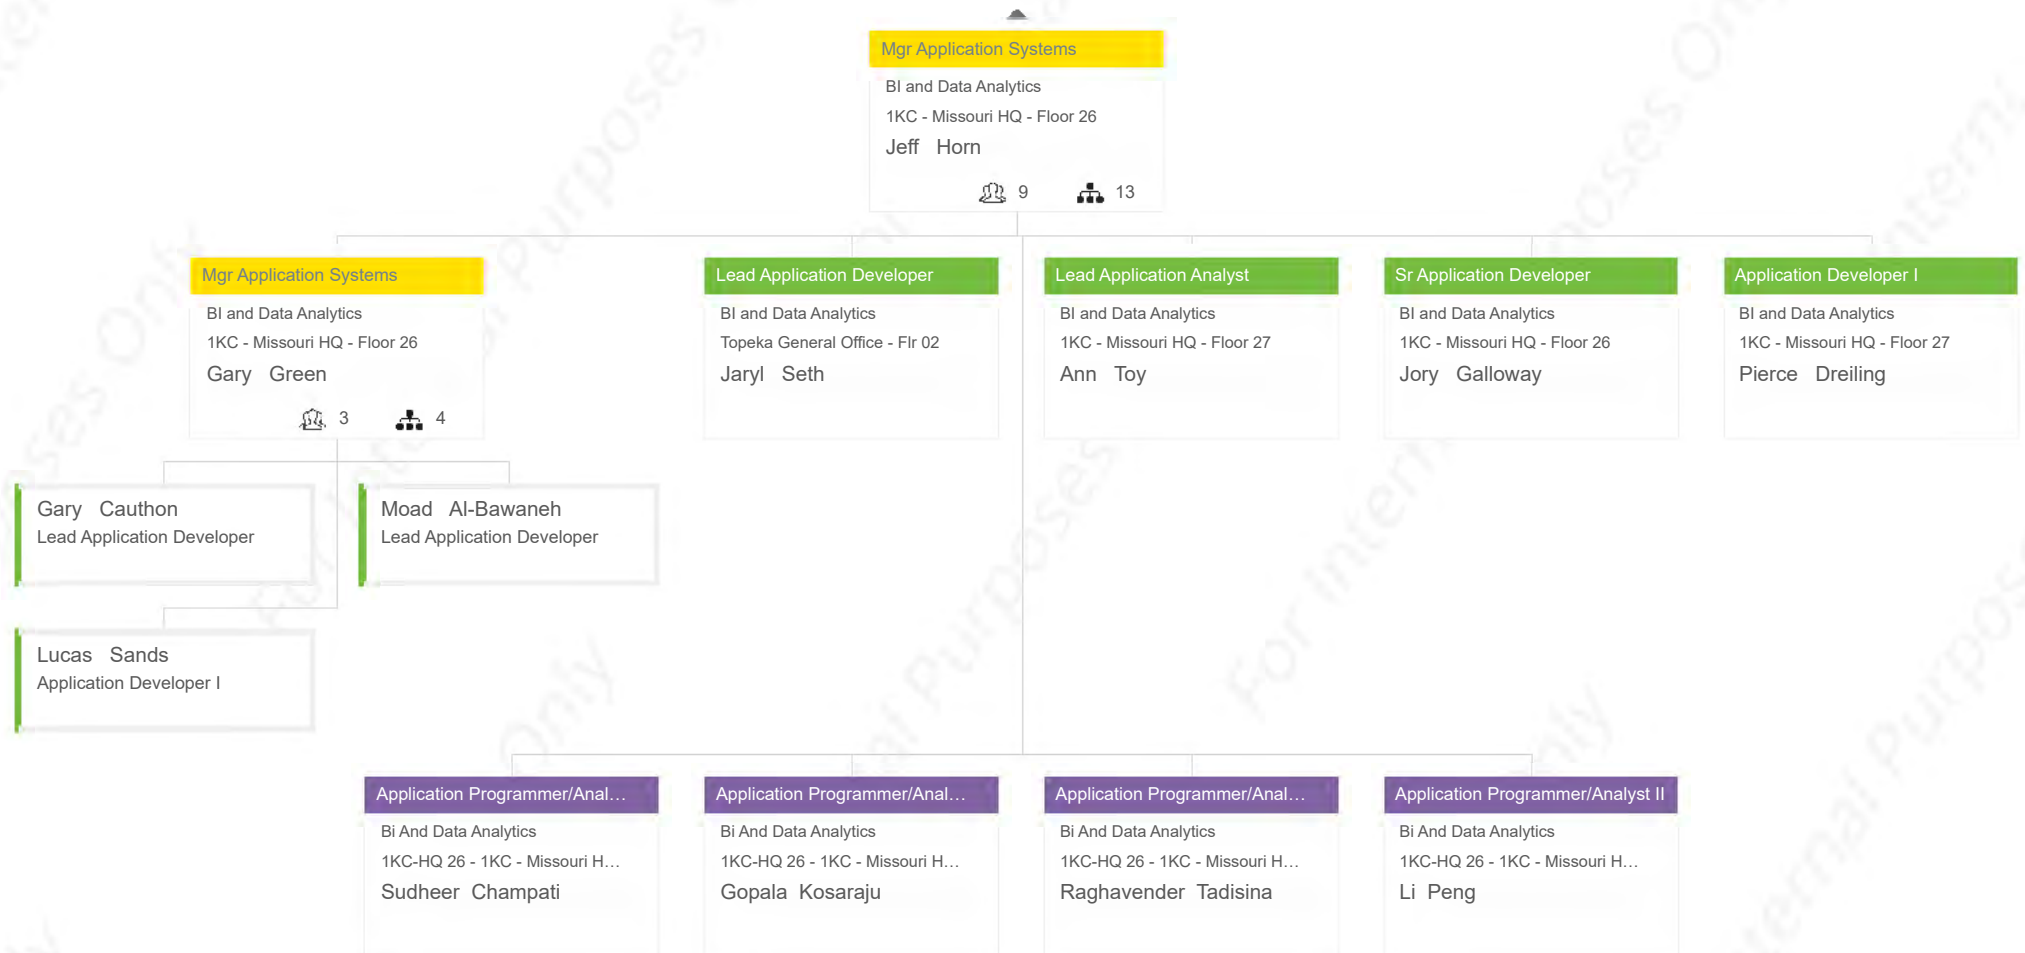 Mgr Application Systems
BI and Data Analytics
1KC - Missouri HQ - Floor 26
Jeff Horn
9 13
Mgr Application Systems
BI and Data Analytics
1KC - Missouri HQ - Floor 26
Gary Green
3 4
Lead Application Developer
BI and Data Analytics
Topeka General Office - Flr 02
Jaryl Seth
Lead Application Analyst
BI and Data Analytics
1KC - Missouri HQ - Floor 27
Ann Toy
Sr Application Developer
BI and Data Analytics
1KC - Missouri HQ - Floor 26
Jory Galloway
Application Developer I
BI and Data Analytics
1KC - Missouri HQ - Floor 27
Pierce Dreiling
Gary Cauthon
Lead Application Developer
Moad Al-Bawaneh
Lead Application Developer
Lucas Sands
Application Developer I
Application Programmer/Anal…
Bi And Data Analytics
1KC-HQ 26 - 1KC - Missouri H…
Sudheer Champati
Application Programmer/Anal…
Bi And Data Analytics
1KC-HQ 26 - 1KC - Missouri H…
Gopala Kosaraju
Application Programmer/Anal…
Bi And Data Analytics
1KC-HQ 26 - 1KC - Missouri H…
Raghavender Tadisina
Application Programmer/Analyst II
Bi And Data Analytics
1KC-HQ 26 - 1KC - Missouri H…
Li Peng
For Internal Purposes Only